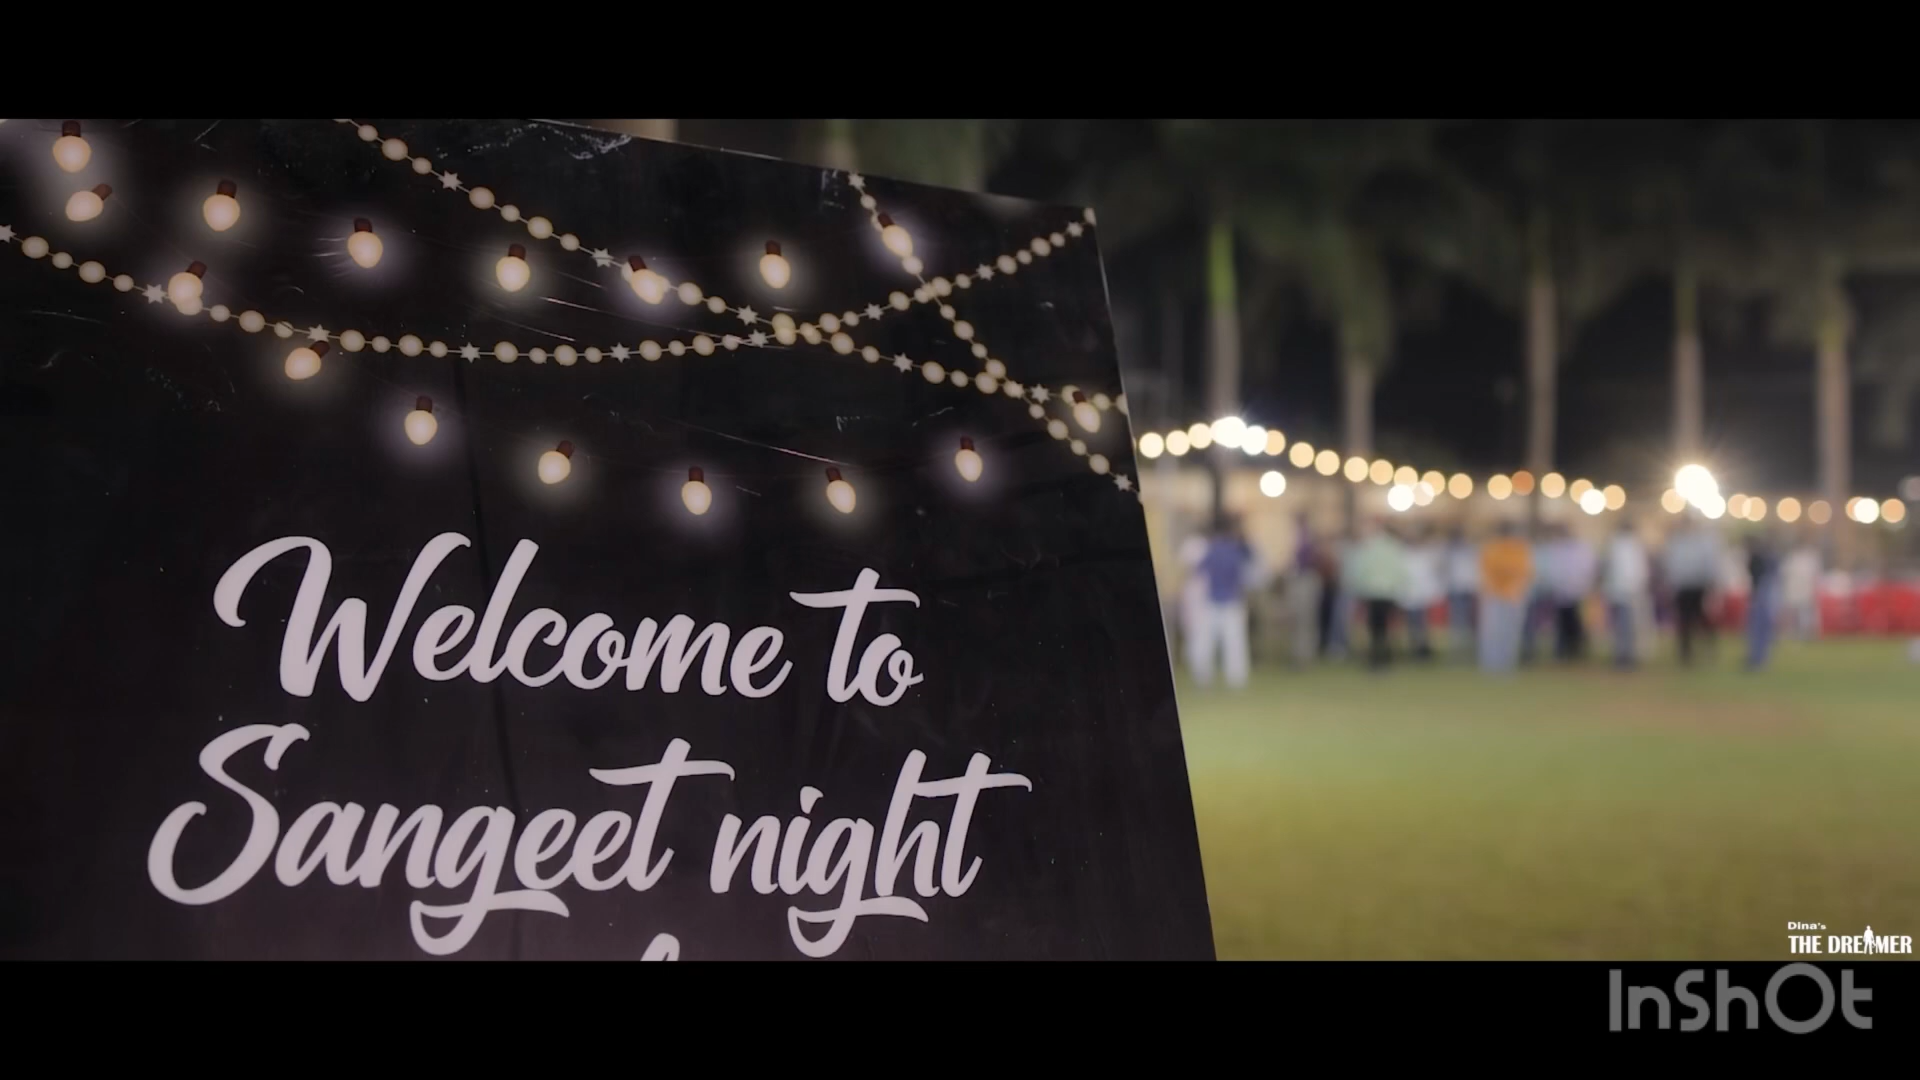 Welcome to
Sangeet night
Dina's
THE DREAMER
InShOt